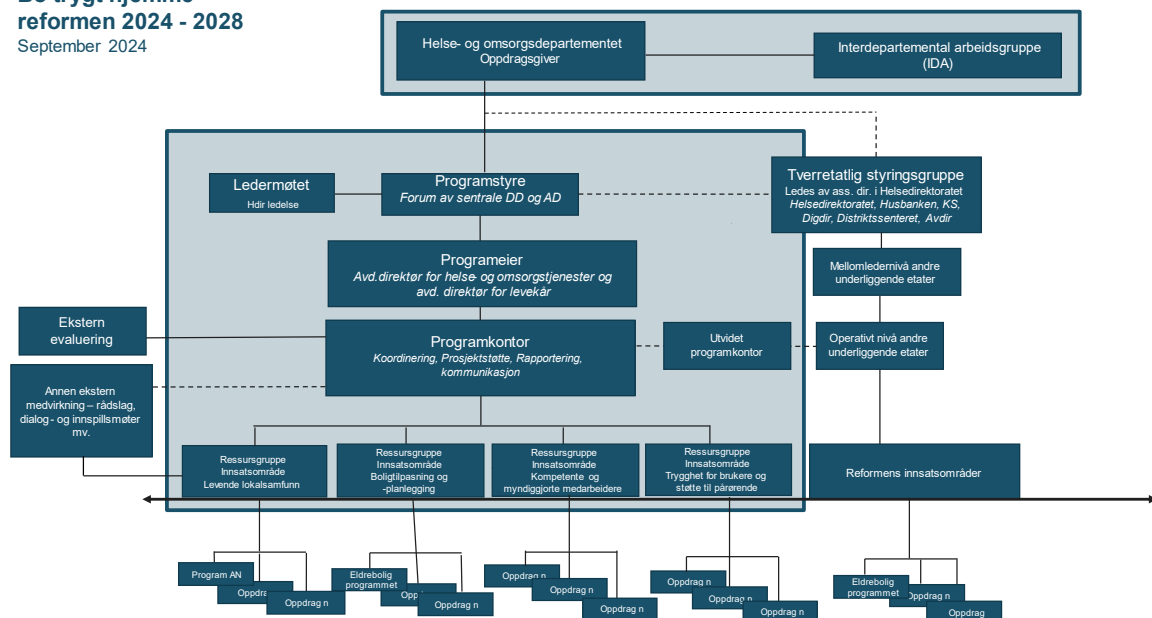 reformen 2024 - 2028
September 2024
Helse- og omsorgsdepartementet
Oppdragsgiver
Interdepartemental arbeidsgruppe
(IDA)
Ledermøtet
Hdir ledelse
Programstyre
Forum av sentrale DD og AD
Tverretatlig styringsgruppe
Ledes av ass. dir. i Helsedirektoratet
Helsedirektoratet, Husbanken, KS,
Digdir, Distriktssenteret, Avdir
Programeier
Avd.direktør for helse- og omsorgstjenester og
avd. direktør for levekår
Mellomledernivå andre
underliggende etater
Ekstern
evaluering
Programkontor
Koordinering, Prosjektstøtte, Rapportering,
kommunikasjon
Utvidet
programkontor
Operativt nivå andre
underliggende etater
Annen ekstern
medvirkning – rådslag,
dialog- og innspillsmøter
mv.
Ressursgruppe
Innsatsområde
Levende lokalsamfunn
Ressursgruppe
Innsatsområde
Boligtilpasning og
-planlegging
Ressursgruppe
Innsatsområde
Kompetente og
myndiggjorte medarbeidere
Ressursgruppe
Innsatsområde
Trygghet for brukere og
støtte til pårørende
Reformens innsatsområder
Program AN
Oppdrag n
Eldrebolig
programmet
Oppdrag n
Oppdrag n
Oppdrag n
Oppdrag n
Oppdrag n
Oppdrag n
Oppdrag n
Eldrebolig
programmet
Oppdrag n
Oppdrag